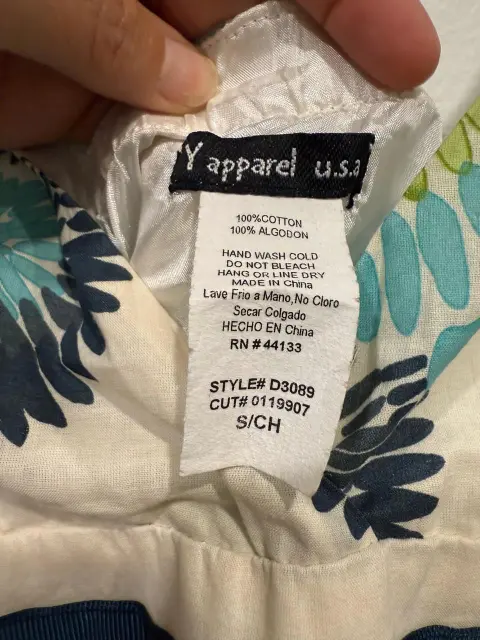 Y apparel u.s.a
100%COTTON
100% ALGODON
HAND WASH COLD
DO NOT BLEACH
HANG OR LINE DRY
MADE IN China
Lave Frio a Mano,No Cloro
Secar Colgado
HECHO EN China
RN # 44133
STYLE# D3089
CUT# 0119907
S/CH